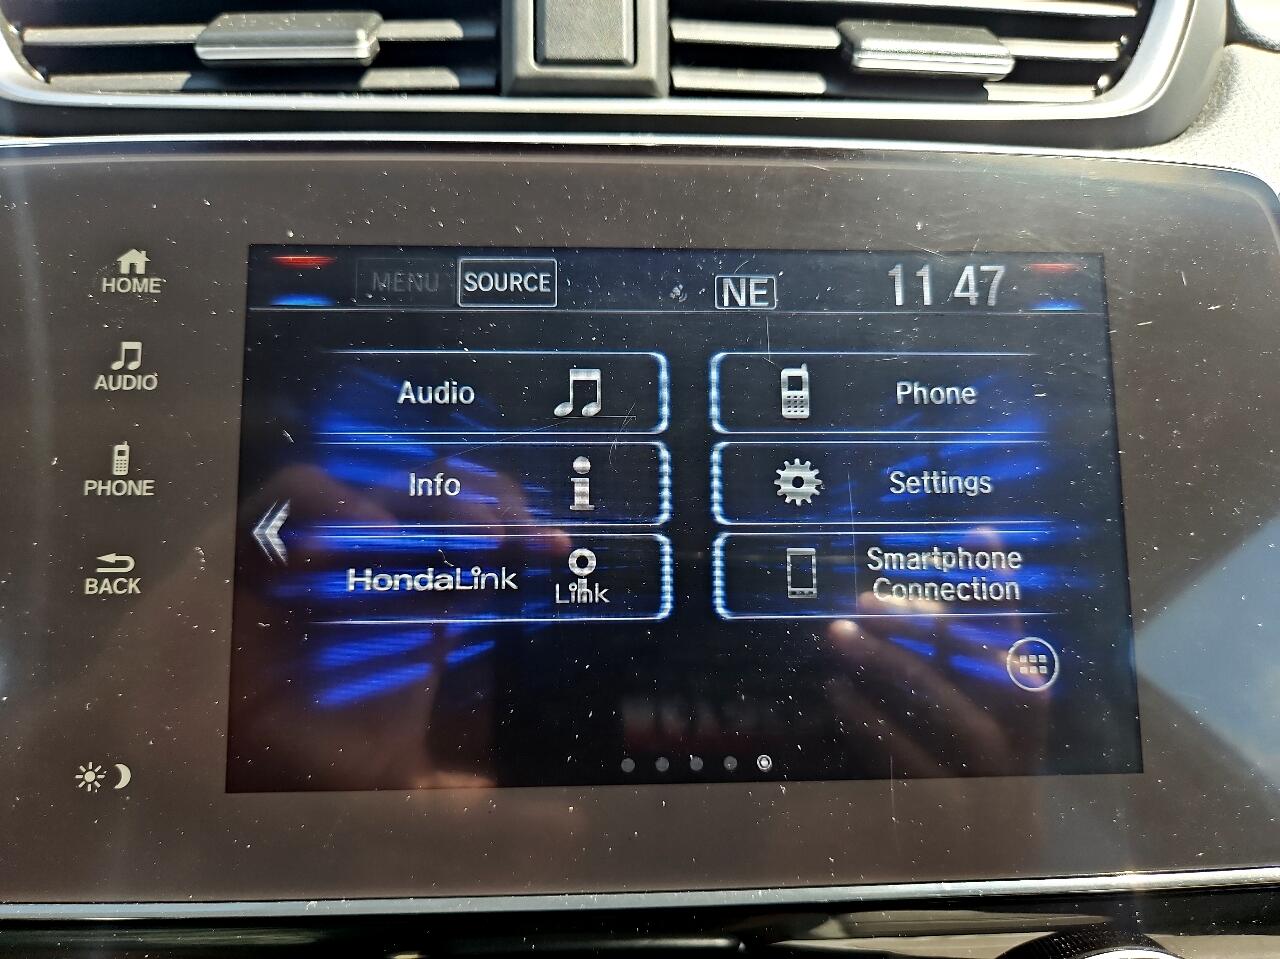 HOME
MENU
SOURCE
NE
11 47
AUDIO
Audio
Phone
PHONE
Info
Settings
BACK
HondaLink
Link
Smartphone
Connection